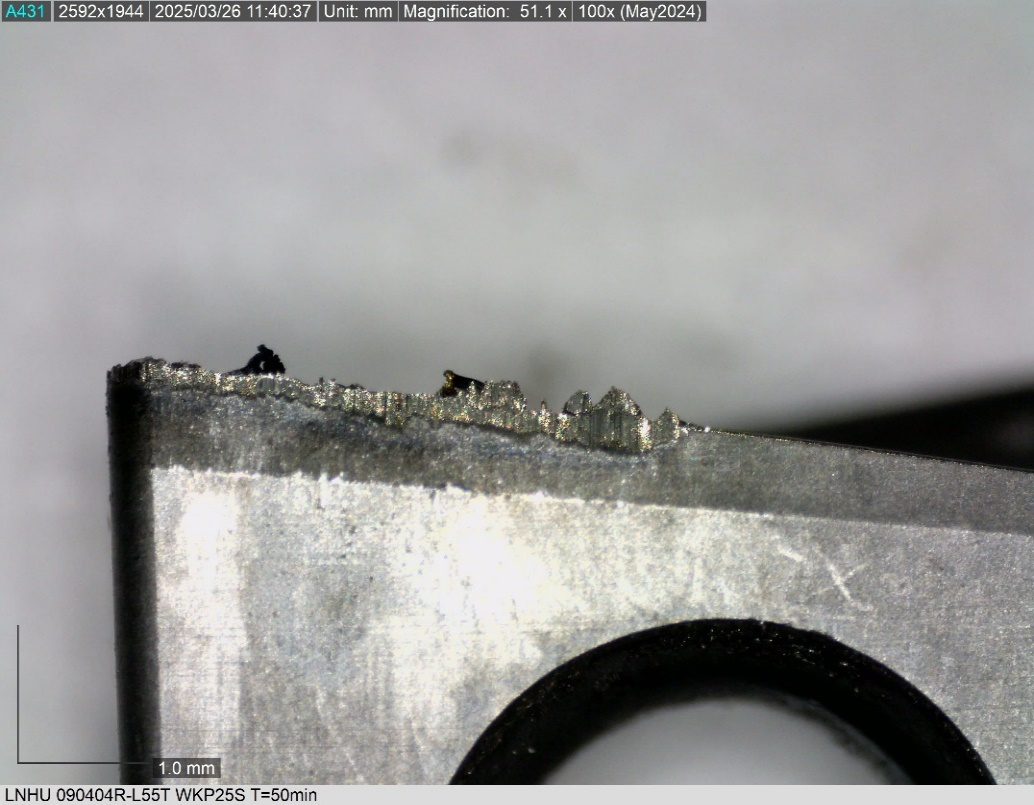 A431 2592x1944 2025/03/26 11:40:37 Unit: mm Magnification: 51.1 x 100x (May2024)
1.0 mm
LNHU 090404R-L55T WKP25S T=50min